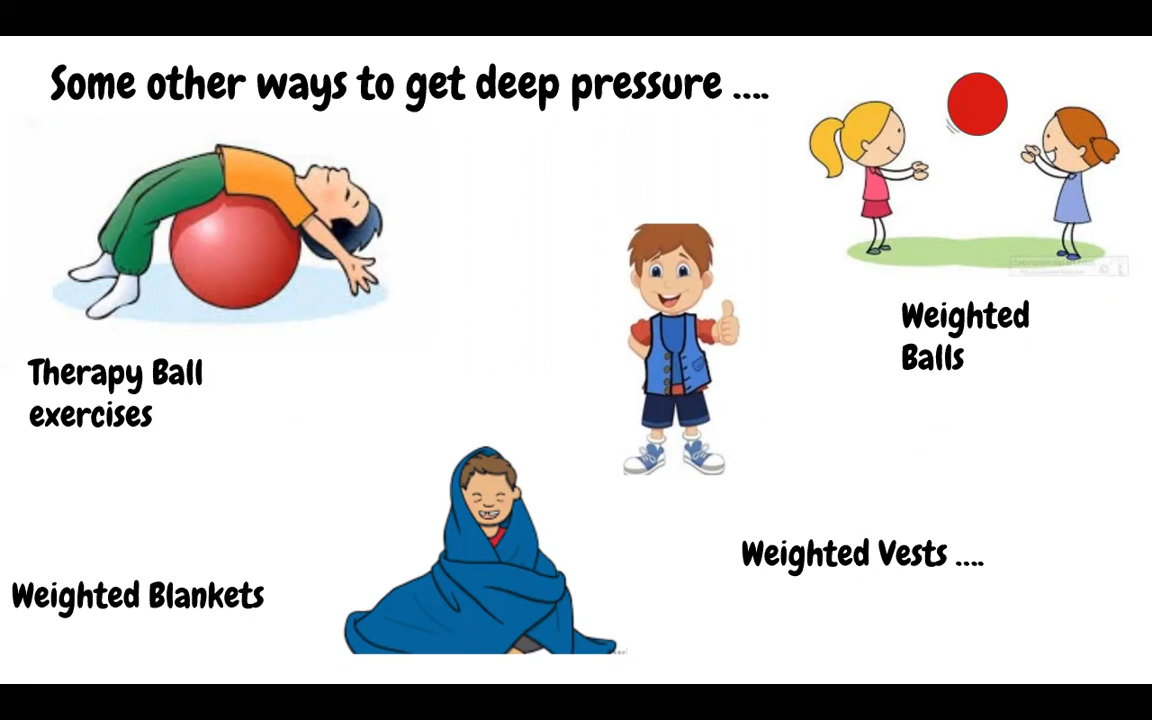 Some other ways to get deep pressure ....
Weighted
Balls
Therapy Ball
exercises
Weighted Vests ....
Weighted Blankets